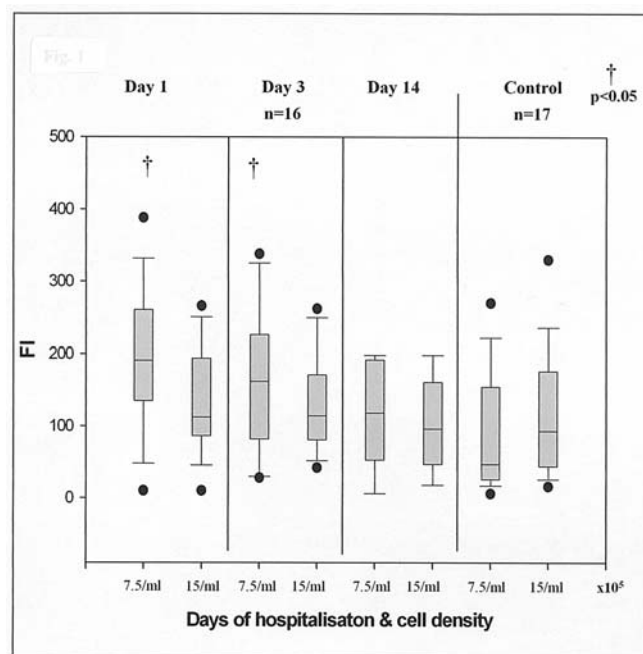 Fig. 1
†
Day 1 Day 3 Day 14 Control p<0.05
n=16 n=17
500
† †
400
300
FI
200
100
0
7.5/ml 15/ml 7.5/ml 15/ml 7.5/ml 15/ml 7.5/ml 15/ml x10⁵
Days of hospitalisaton & cell density